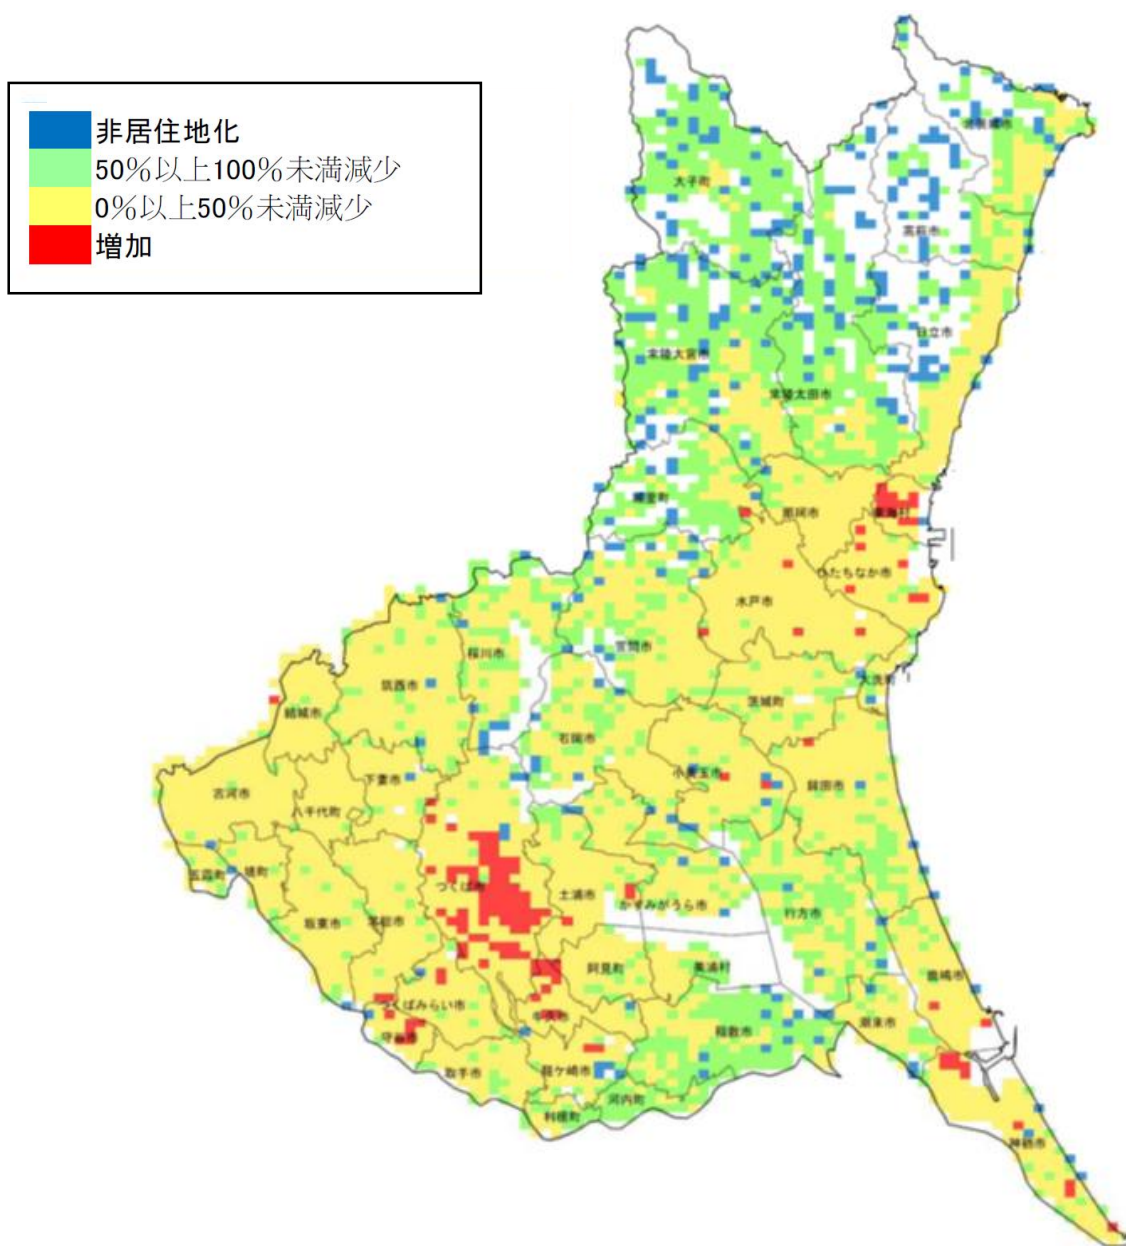 非居住地化
50%以上100%未満減少
0%以上50%未満減少
増加
北茨城市
大子町
高萩市
日立市
常陸大宮市
常陸太田市
城里町
那珂市
東海村
ひたちなか市
水戸市
笠間市
桜川市
筑西市
大洗町
茨城町
結城市
石岡市
小美玉市
下妻市
鉾田市
古河市
八千代町
五霞町
境町
つくば市
土浦市
かすみがうら市
行方市
坂東市
常総市
阿見町
美浦村
鹿嶋市
つくばみらい市
牛久市
潮来市
稲敷市
守谷市
取手市
龍ケ崎市
河内町
利根町
神栖市